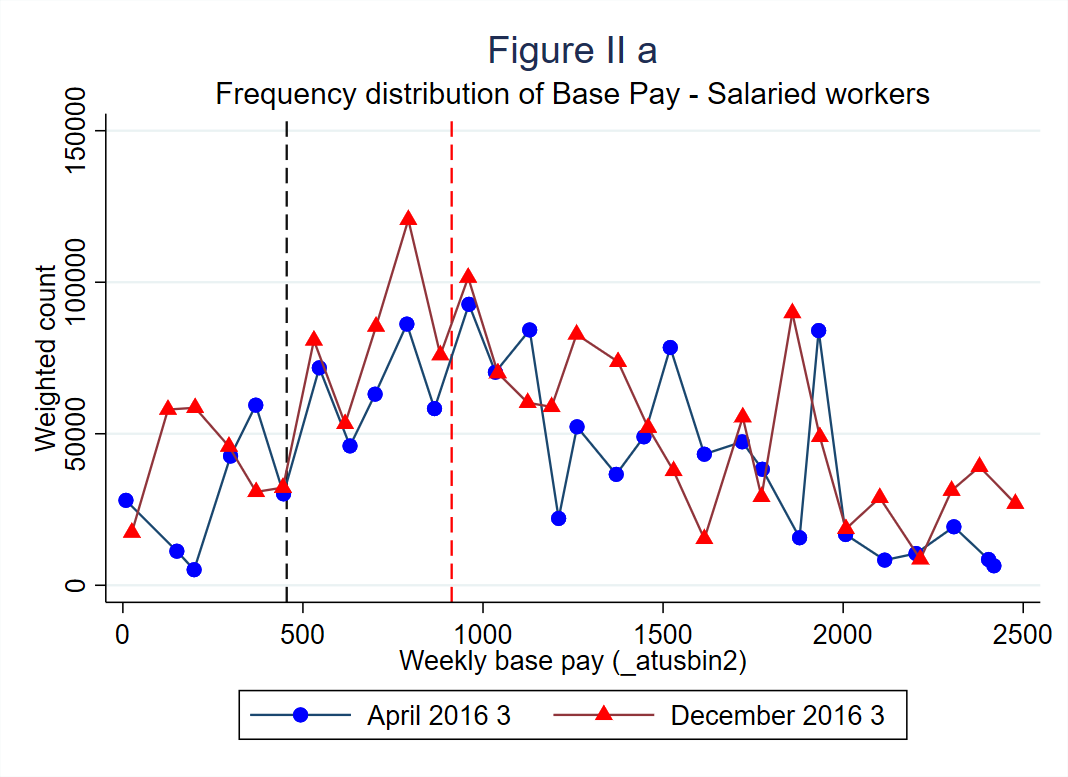 Figure II a
Frequency distribution of Base Pay - Salaried workers
150000
100000
50000
0
Weighted count
0 500 1000 1500 2000 2500
Weekly base pay (_atusbin2)
April 2016 3 December 2016 3